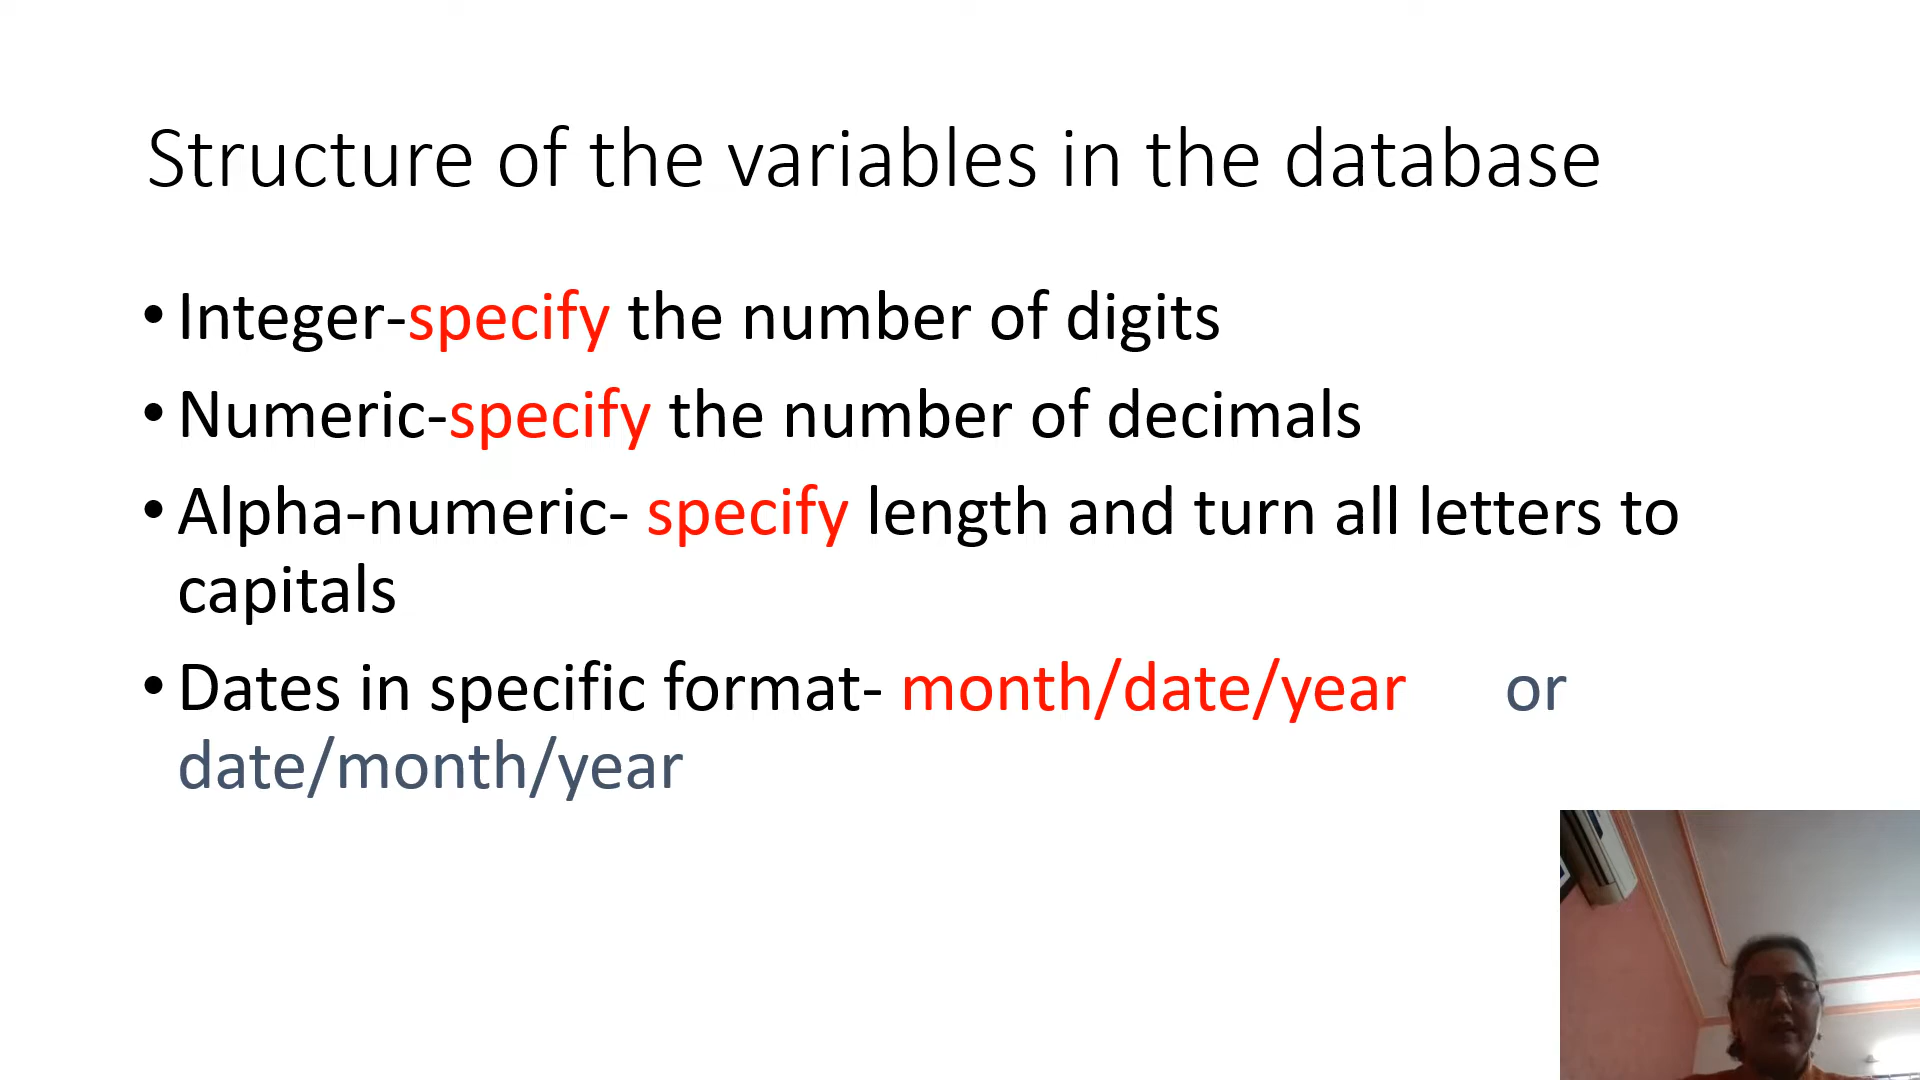 Structure of the variables in the database
• Integer-specify the number of digits
• Numeric-specify the number of decimals
• Alpha-numeric- specify length and turn all letters to
capitals
• Dates in specific format- month/date/year or
date/month/year